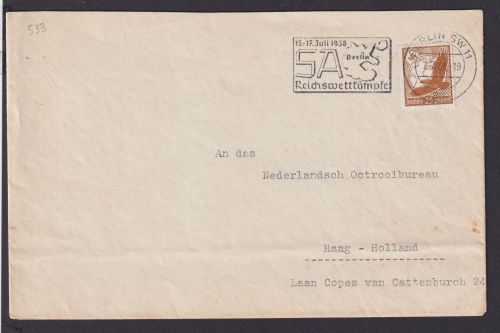 538
15.-17. Juli 1938
Berlin
SA
Reichswettkämpfe
BERLIN SW 11
25
An das
Nederlandsch Octrooibureau
Haag - Holland
Laan Copes van Cattenburch 24